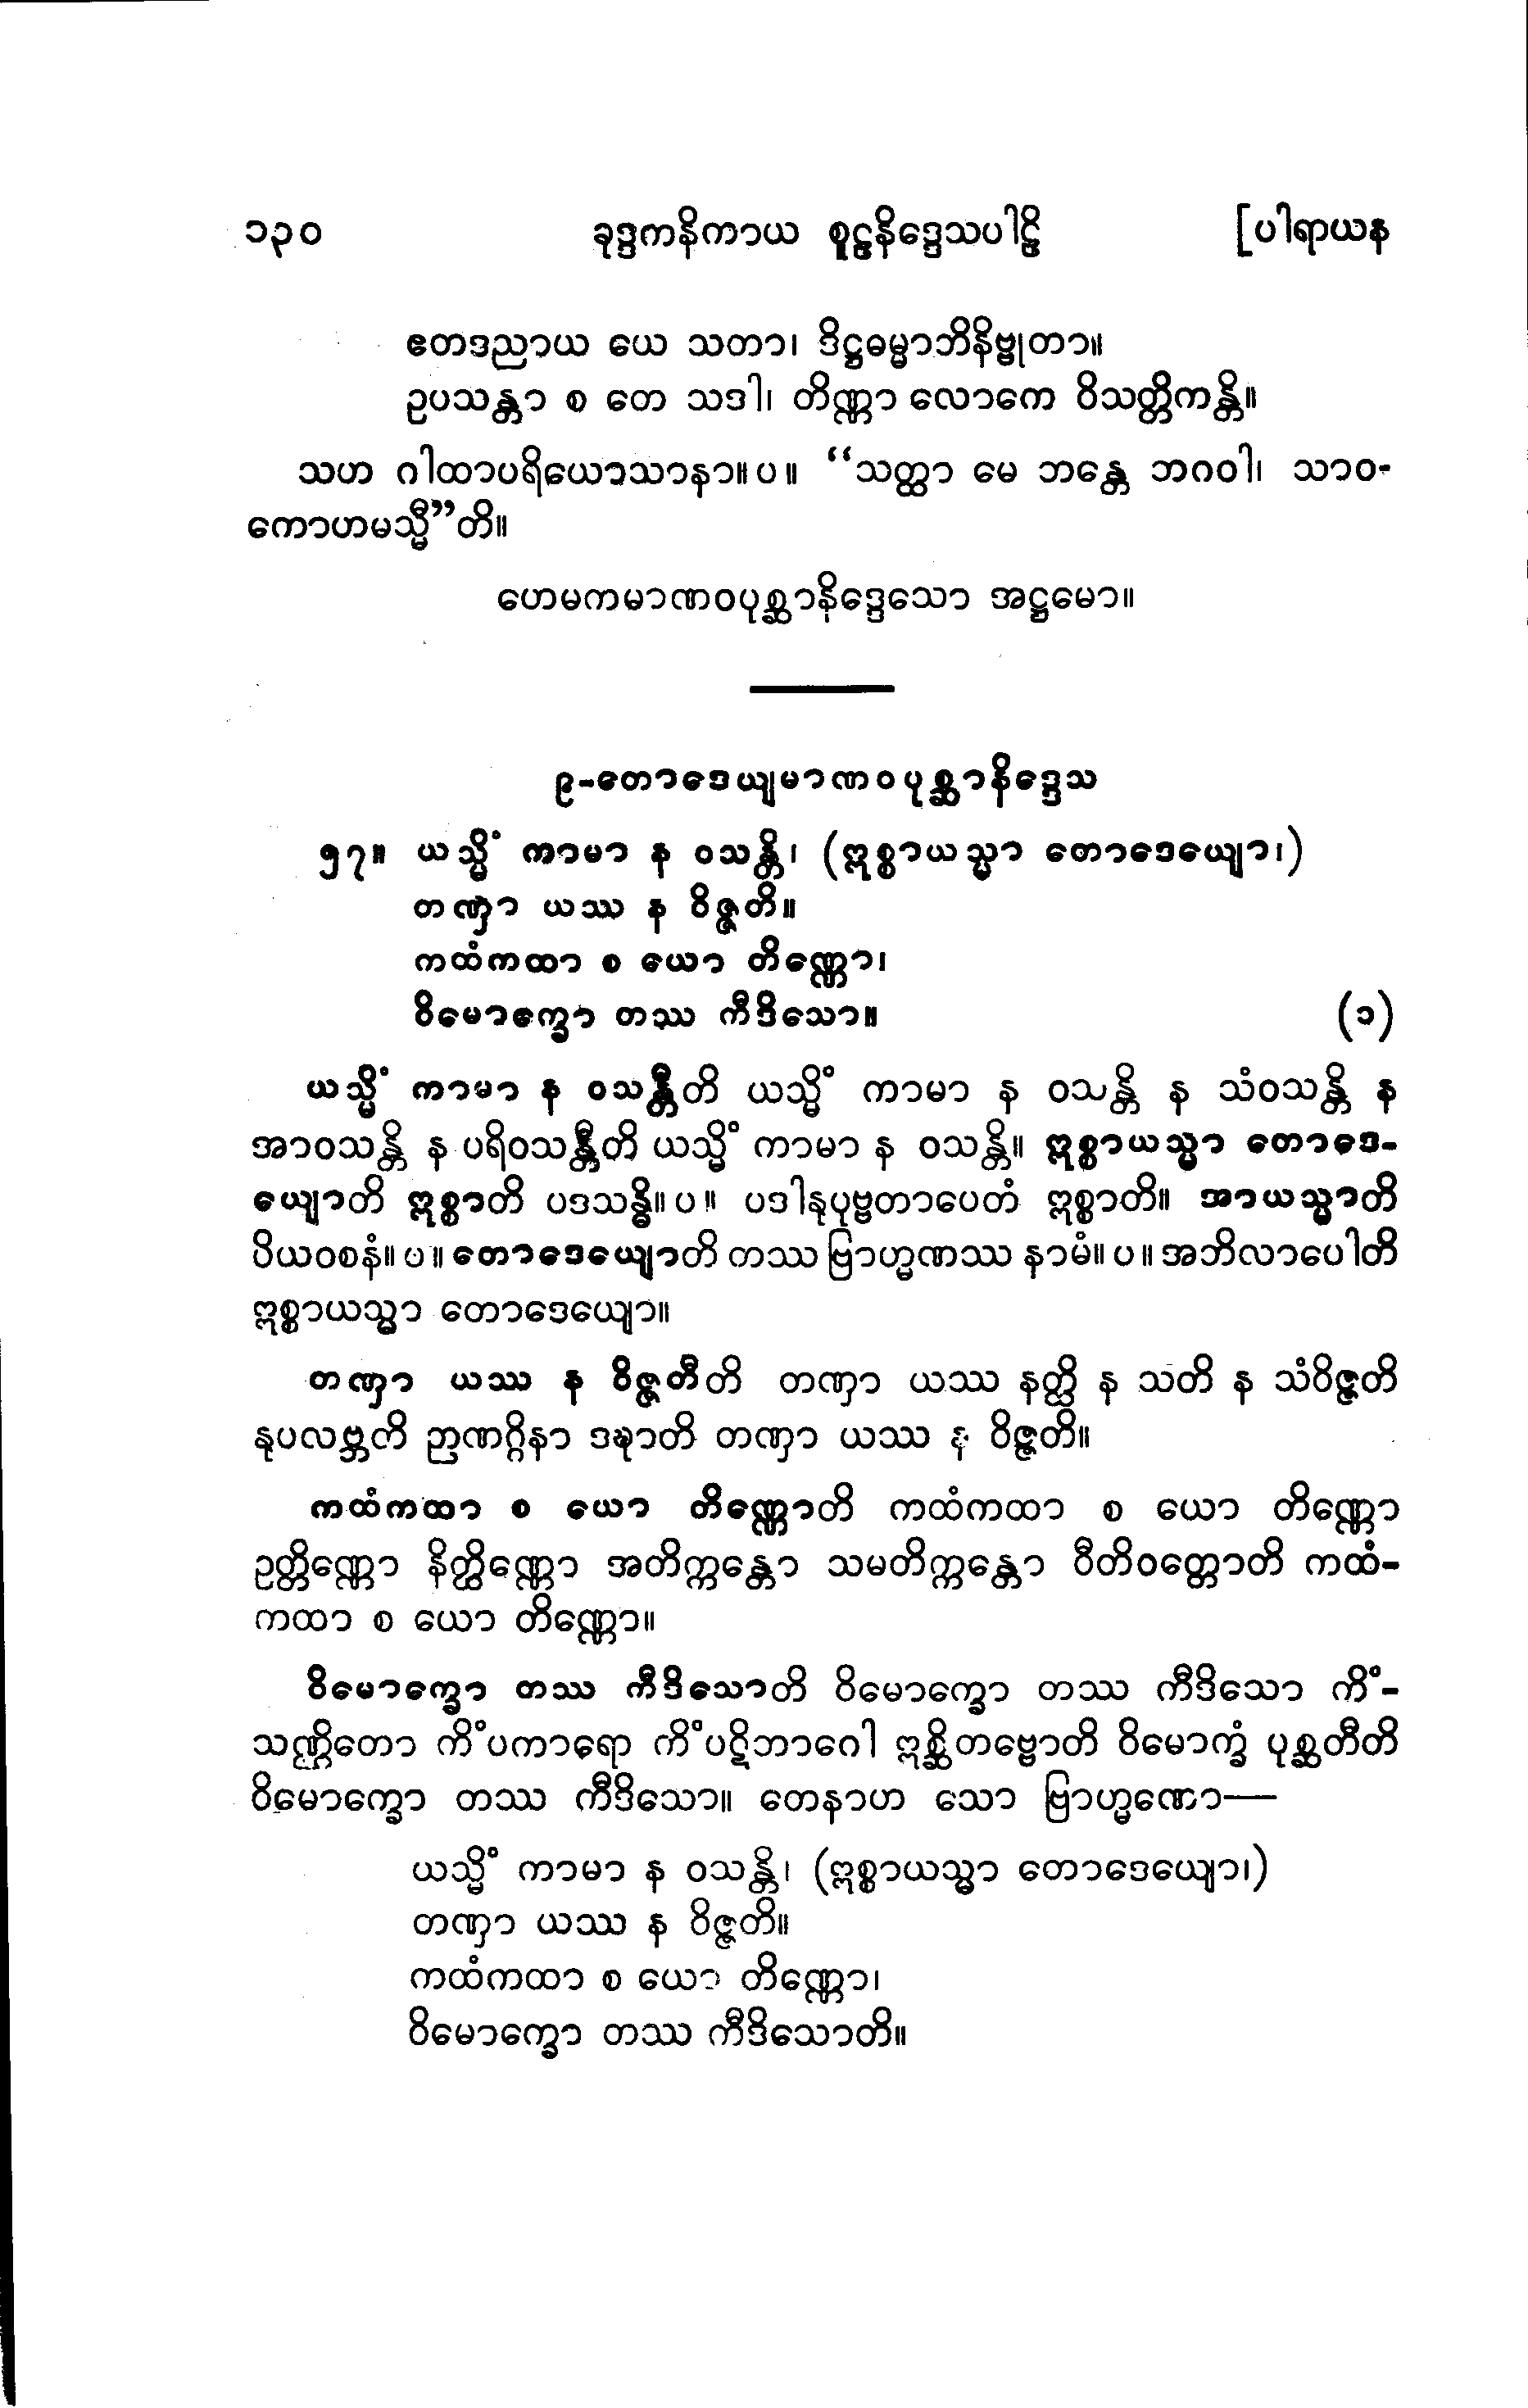 ၁၃၀ ခုဒ္ဒကနိကာယ စူဠနိဒ္ဒေသပါဠိ [ပါရာယန
ဧတဒညာယ ယေ သတာ၊ ဒိဋ္ဌဓမ္မာဘိနိဗ္ဗုတာ။
ဥပသန္တာ စ တေ သဒါ၊ တိဏ္ဏာ လောကေ ဝိသတ္တိကန္တိ။
သဟ ဂါထာပရိယောသာနာ။ ပ။ “သတ္ထာ မေ ဘန္တေ ဘဂဝါ၊ သာဝ-
ကောဟမသ္မီ”တိ။
ဟေမကမာဏဝပုစ္ဆာနိဒ္ဒေသော အဋ္ဌမော။
၉-တောဒေယျမာဏဝပုစ္ဆာနိဒ္ဒေသ
၅၇။ ယသ္မိံ ကာမာ န ဝသန္တိ၊ (ဣစ္စာယသ္မာ တောဒေယျော၊)
တဏှာ ယဿ န ဝိဇ္ဇတိ။
ကထံကထာ စ ယော တိဏ္ဏော၊
ဝိမောက္ခော တဿ ကီဒိသော။ (၁)
ယသ္မိံ ကာမာ န ဝသန္တီတိ ယသ္မိံ ကာမာ န ဝသန္တိ န သံဝသန္တိ န
အာဝသန္တိ န ပရိဝသန္တီတိ ယသ္မိံ ကာမာ န ဝသန္တိ။ ဣစ္စာယသ္မာ တောဒေ-
ယျောတိ ဣစ္စာတိ ပဒသန္ဓိ။ ပ။ ပဒါနုပုဗ္ဗတာပေတံ ဣစ္စာတိ။ အာယသ္မာတိ
ပိယဝစနံ။ ပ။ တောဒေယျောတိ ကဿ ဗြာဟ္မဏဿ နာမံ။ ပ။ အဘိလာပေါတိ
ဣစ္စာယသ္မာ တောဒေယျော။
တဏှာ ယဿ န ဝိဇ္ဇတီတိ တဏှာ ယဿ နတ္ထိ န သတိ န သံဝိဇ္ဇတိ
နုပလဗ္ဘတိ ဉာဏဂ္ဂိနာ ဒဍ္ဎာတိ တဏှာ ယဿ န ဝိဇ္ဇတိ။
ကထံကထာ စ ယော တိဏ္ဏောတိ ကထံကထာ စ ယော တိဏ္ဏော
ဥတ္တိဏ္ဏော နိတ္ထိဏ္ဏော အတိက္ကန္တော သမတိက္ကန္တော ဝီတိဝတ္တောတိ ကထံ-
ကထာ စ ယော တိဏ္ဏော။
ဝိမောက္ခော တဿ ကီဒိသောတိ ဝိမောက္ခော တဿ ကီဒိသော ကိံ-
သဏ္ဌိတော ကိံပကာရော ကိံပဋိဘာဂေါ ဣစ္ဆိတဗ္ဗောတိ ဝိမောက္ခံ ပုစ္ဆတီတိ
ဝိမောက္ခော တဿ ကီဒိသော။ တေနာဟ သော ဗြာဟ္မဏော—
ယသ္မိံ ကာမာ န ဝသန္တိ၊ (ဣစ္စာယသ္မာ တောဒေယျော၊)
တဏှာ ယဿ န ဝိဇ္ဇတိ။
ကထံကထာ စ ယော တိဏ္ဏော၊
ဝိမောက္ခော တဿ ကီဒိသောတိ။